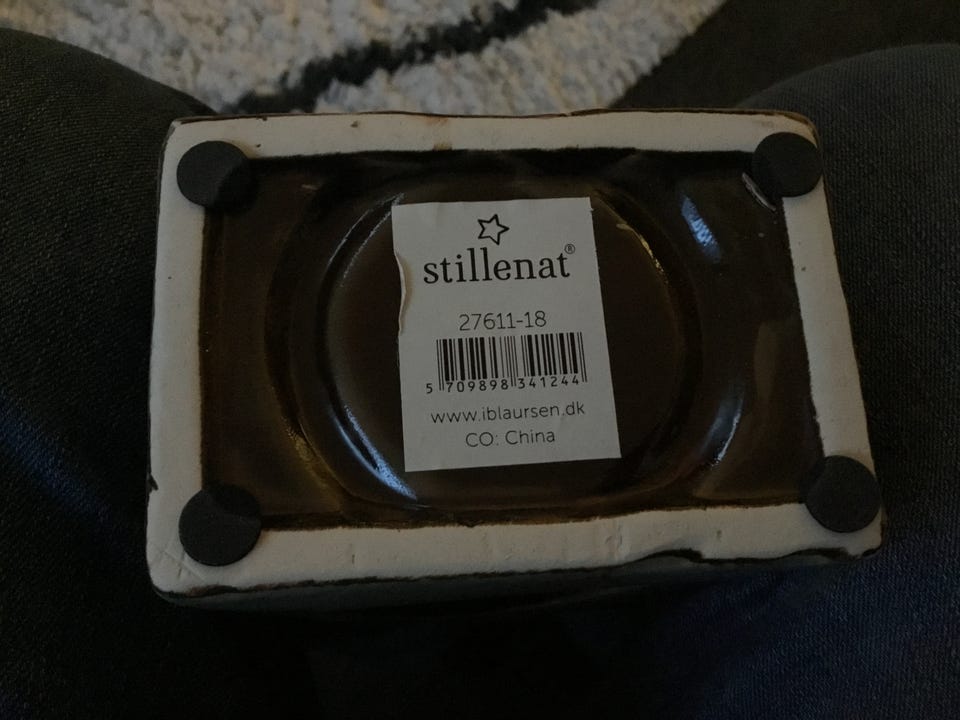 stillenat®
27611-18
5 709898 341244
www.iblaursen.dk
CO: China